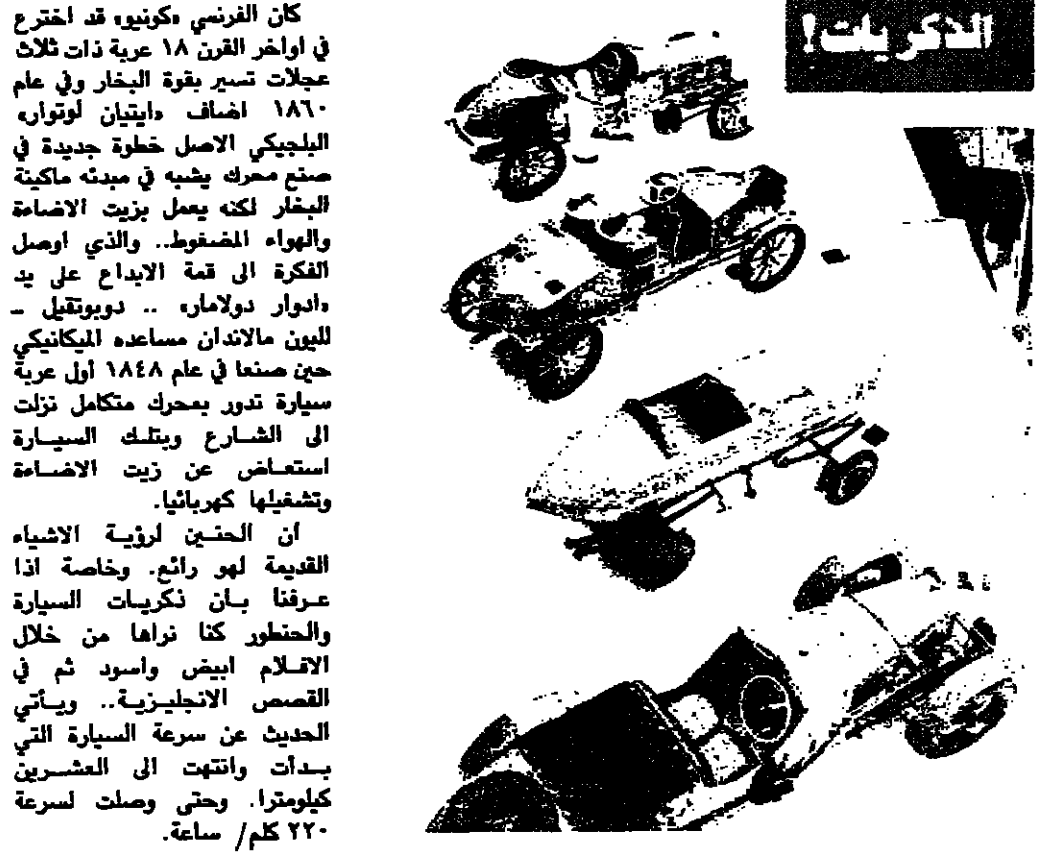 الذكريات!
كان الفرنسي «كونيو» قد اخترع
في اواخر القرن ١٨ عربة ذات ثلاث
عجلات تسير بقوة البخار وفي عام
١٨٦٠ اضاف «ايتيان لوتوار»
البلجيكي الاصل خطوة جديدة في
صنع محرك يشبه في مبدئه ماكينة
البخار لكنه يعمل بزيت الاضاءة
والهواء المضغوط.. والذي اوصل
الفكرة الى قمة الابداع على يد
«ادوار دولامار» .. دوبوتقيل ـ
لليون مالاندان مساعده الميكانيكي
حين صنعا في عام ١٨٤٨ أول عربة
سيارة تدور بمحرك متكامل نزلت
الى الشارع وبتلك السيارة
استعاض عن زيت الاضاءة
وتشغيلها كهربائيا.
أن الحنين لرؤية الاشياء
القديمة لهو رائع. وخاصة اذا
عرفنا بان ذكريات السيارة
والحنطور كنا نراها من خلال
الافلام ابيض واسود ثم في
القصص الانجليزية.. ويأتي
الحديث عن سرعة السيارة التي
بدأت وانتهت الى العشرين
كيلومترا. وحتى وصلت لسرعة
٢٢٠ كلم/ ساعة.